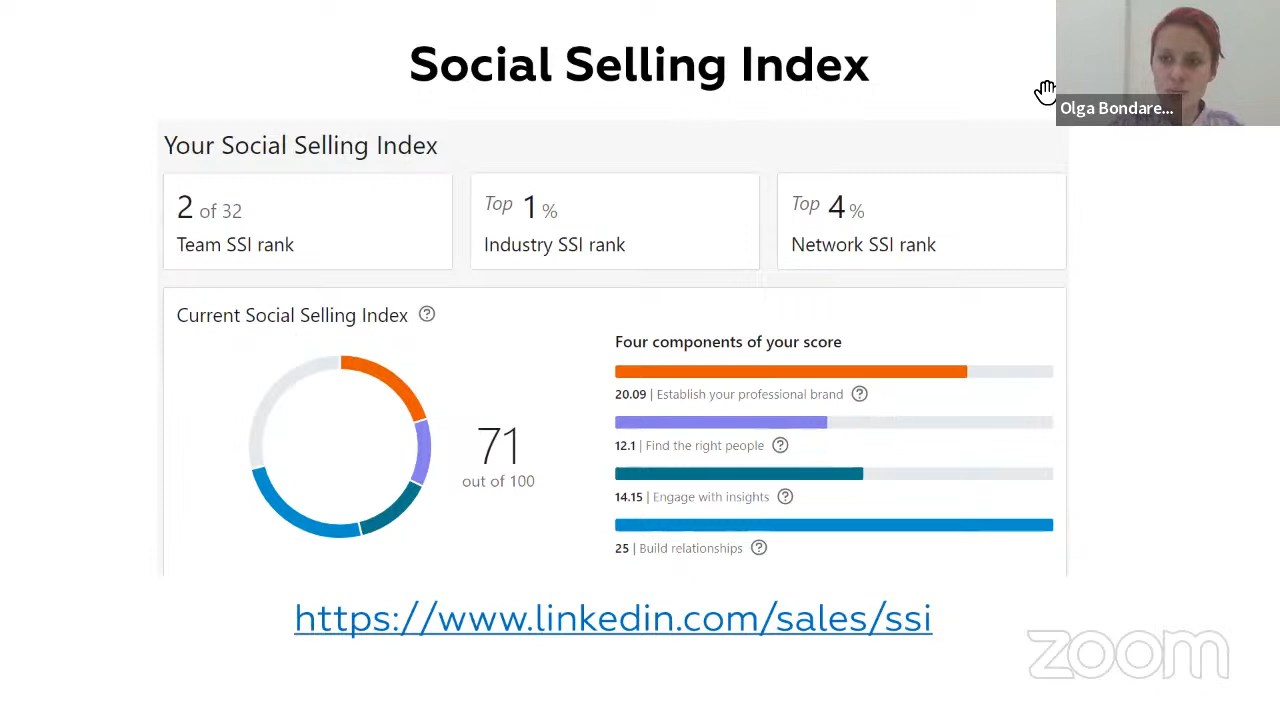 Social Selling Index
Olga Bondare...
Your Social Selling Index
2 of 32
Team SSI rank
Top 1 %
Industry SSI rank
Top 4 %
Network SSI rank
Current Social Selling Index ?
71
out of 100
Four components of your score
20.09 | Establish your professional brand ?
12.1 | Find the right people ?
14.15 | Engage with insights ?
25 | Build relationships ?
https://www.linkedin.com/sales/ssi
zoom